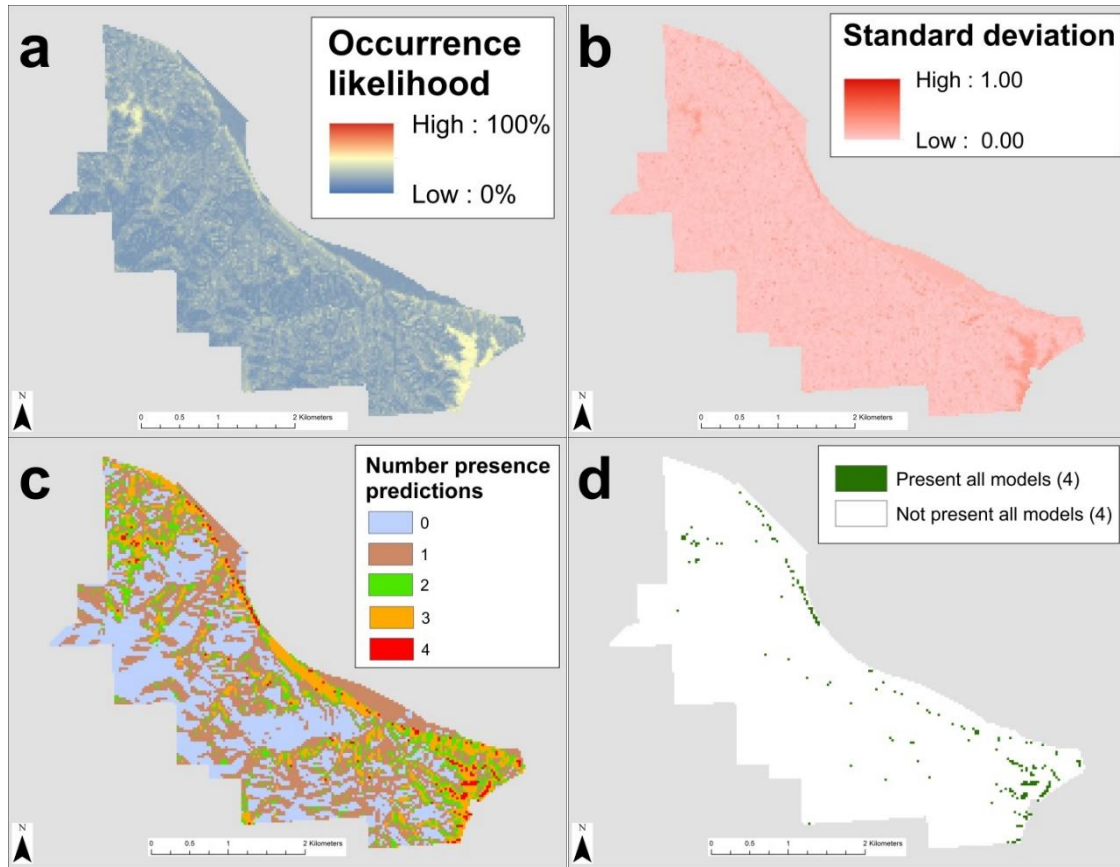 a
Occurrence
likelihood
High : 100%
Low : 0%
N
0 0.5 1 2 Kilometers
b
Standard deviation
High : 1.00
Low : 0.00
N
0 0.5 1 2 Kilometers
c
Number presence
predictions
0
1
2
3
4
N
0 0.5 1 2 Kilometers
d
Present all models (4)
Not present all models (4)
N
0 0.5 1 2 Kilometers